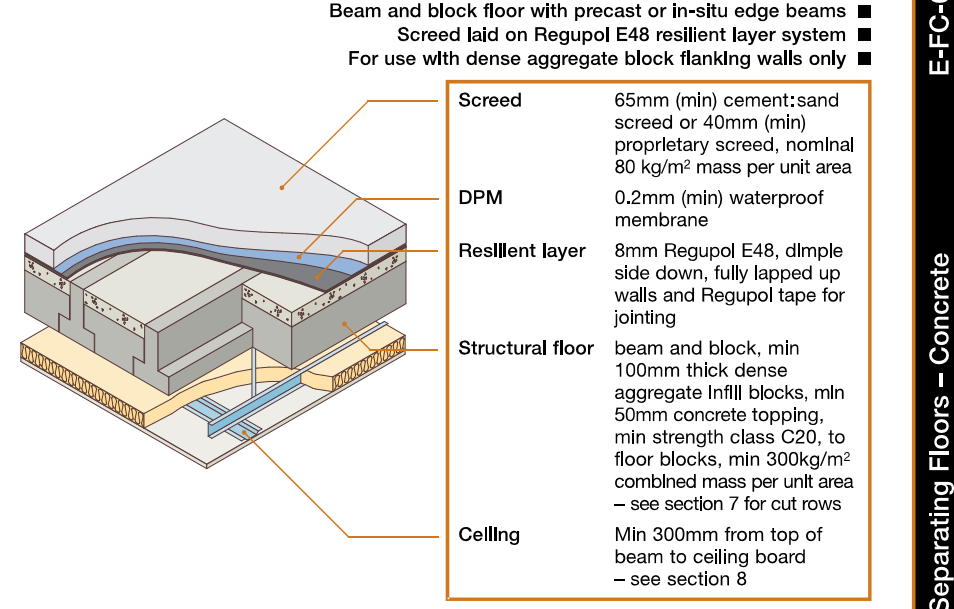 Beam and block floor with precast or in-situ edge beams ■
Screed laid on Regupol E48 resilient layer system ■
For use with dense aggregate block flanking walls only ■
Screed
65mm (min) cement:sand
screed or 40mm (min)
proprietary screed, nominal
80 kg/m² mass per unit area
DPM
0.2mm (min) waterproof
membrane
Resilient layer
8mm Regupol E48, dimple
side down, fully lapped up
walls and Regupol tape for
jointing
Structural floor
beam and block, min
100mm thick dense
aggregate infill blocks, min
50mm concrete topping,
min strength class C20, to
floor blocks, min 300kg/m²
combined mass per unit area
– see section 7 for cut rows
Ceiling
Min 300mm from top of
beam to ceiling board
– see section 8
Separating Floors – Concrete
E-FC-